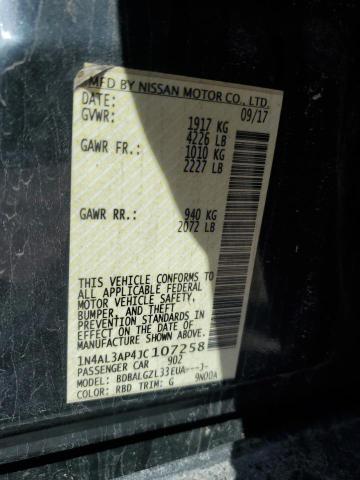 MFD BY NISSAN MOTOR CO., LTD.
DATE: 09/17
GVWR: 1917 KG
4226 LB
GAWR FR.: 1010 KG
2227 LB
GAWR RR.: 940 KG
2072 LB
THIS VEHICLE CONFORMS TO
ALL APPLICABLE FEDERAL
MOTOR VEHICLE SAFETY,
BUMPER, AND THEFT
PREVENTION STANDARDS IN
EFFECT ON THE DATE OF
MANUFACTURE SHOWN ABOVE.
1N4AL3AP4JC107258
PASSENGER CAR 90Z
MODEL: BDBALGZL33EUA---J-
COLOR: RBD TRIM: G 9N00A